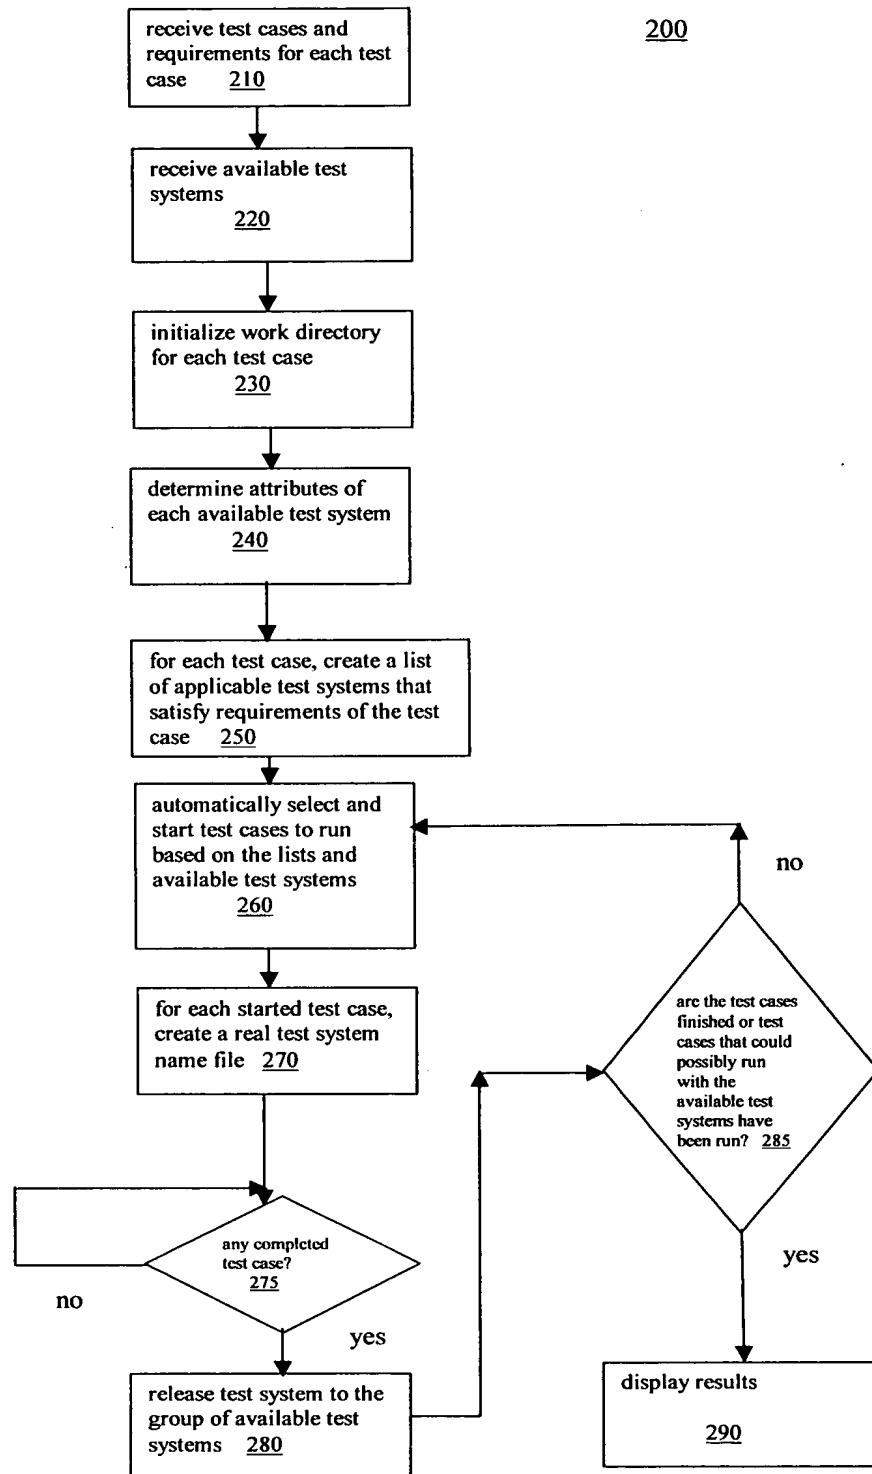 200
receive test cases and
requirements for each test
case 210
receive available test
systems
220
initialize work directory
for each test case
230
determine attributes of
each available test system
240
for each test case, create a list
of applicable test systems that
satisfy requirements of the test
case 250
automatically select and
start test cases to run
based on the lists and
available test systems
260
for each started test case,
create a real test system
name file 270
any completed
test case?
275
no
yes
release test system to the
group of available test
systems 280
are the test cases
finished or test
cases that could
possibly run
with the
available test
systems have
been run? 285
no
yes
display results
290